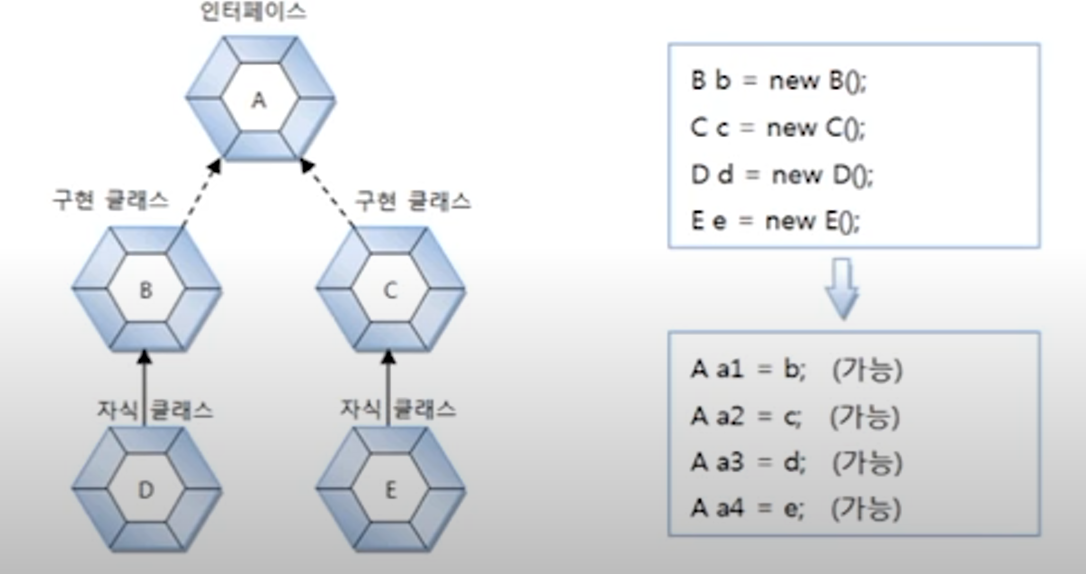 인터페이스
A
구현 클래스
구현 클래스
B
C
자식 클래스
자식 클래스
D
E
B b = new B();
C c = new C();
D d = new D();
E e = new E();
A a1 = b; (가능)
A a2 = c; (가능)
A a3 = d; (가능)
A a4 = e; (가능)